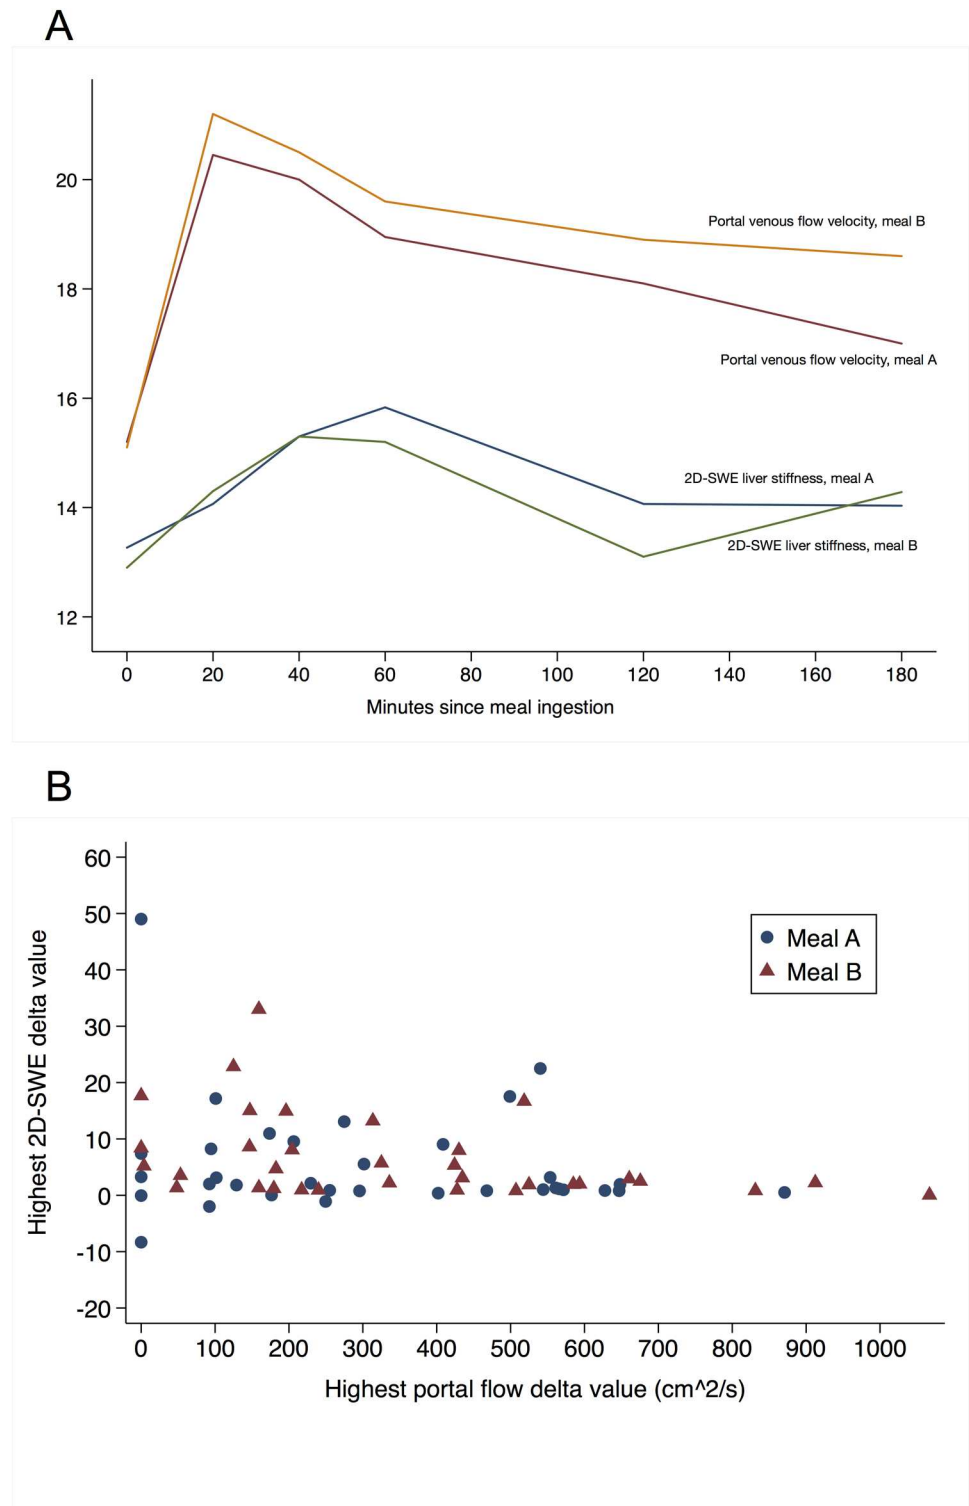 A
20
18
16
14
12
Portal venous flow velocity, meal B
Portal venous flow velocity, meal A
2D-SWE liver stiffness, meal A
2D-SWE liver stiffness, meal B
0 20 40 60 80 100 120 140 160 180
Minutes since meal ingestion
B
Highest 2D-SWE delta value
60
50
40
30
20
10
0
-10
-20
Meal A
Meal B
0 100 200 300 400 500 600 700 800 900 1000
Highest portal flow delta value (cm^2/s)